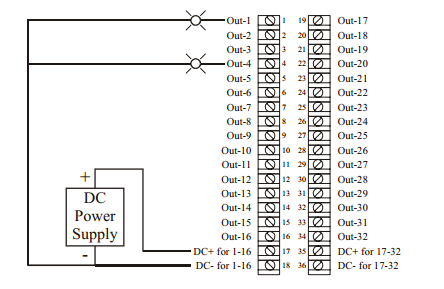 Out-1 1 19 Out-17
Out-2 2 20 Out-18
Out-3 3 21 Out-19
Out-4 4 22 Out-20
Out-5 5 23 Out-21
Out-6 6 24 Out-22
Out-7 7 25 Out-23
Out-8 8 26 Out-24
Out-9 9 27 Out-25
Out-10 10 28 Out-26
Out-11 11 29 Out-27
Out-12 12 30 Out-28
Out-13 13 31 Out-29
Out-14 14 32 Out-30
Out-15 15 33 Out-31
Out-16 16 34 Out-32
DC+ for 1-16 17 35 DC+ for 17-32
DC- for 1-16 18 36 DC- for 17-32
+
DC
Power
Supply
-